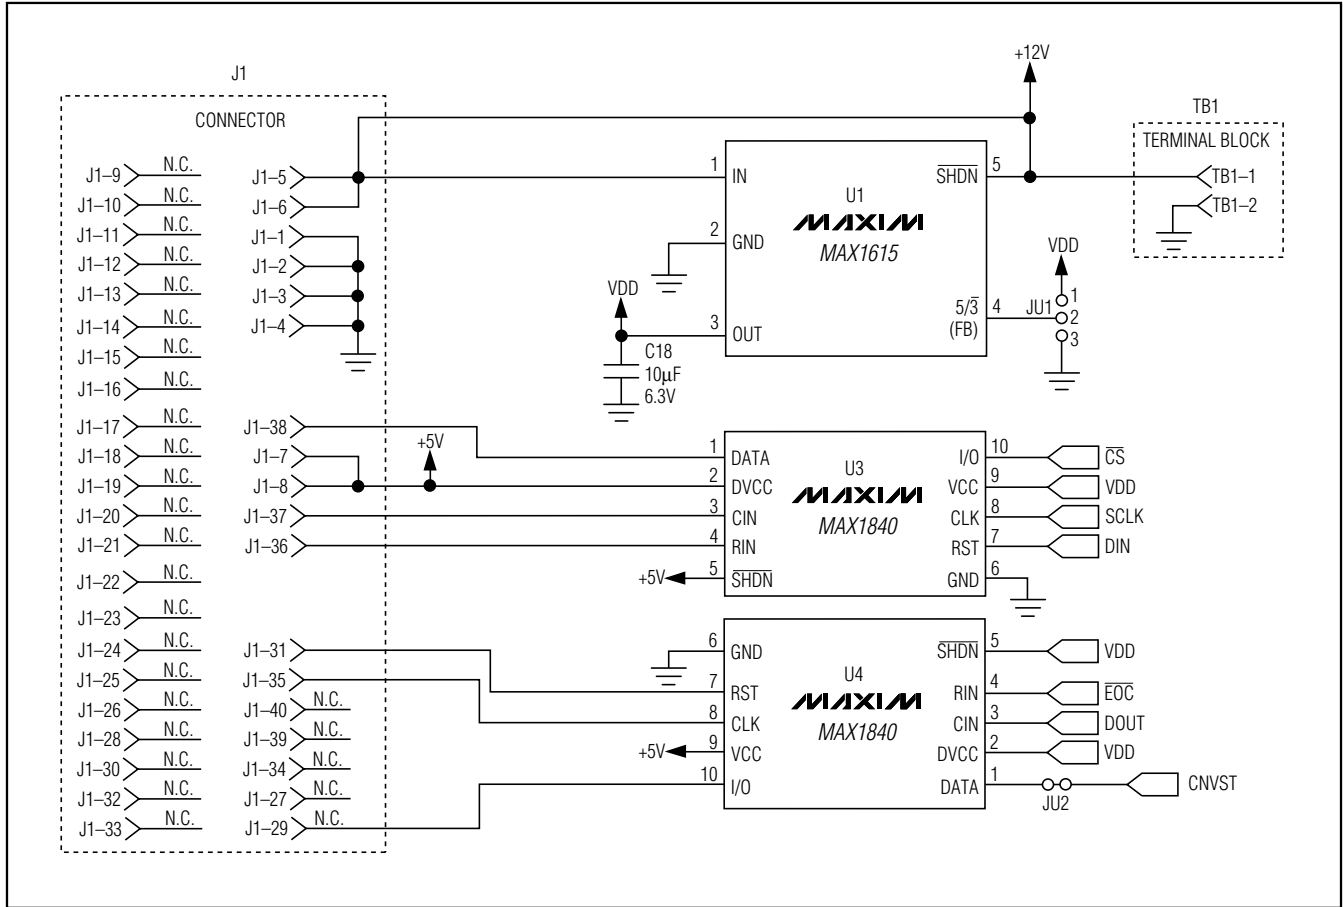 +12V
J1
TB1
CONNECTOR
TERMINAL BLOCK
J1–9 N.C.
J1–10 N.C.
J1–11 N.C.
J1–12 N.C.
J1–13 N.C.
J1–14 N.C.
J1–15 N.C.
J1–16 N.C.
J1–17 N.C.
J1–18 N.C.
J1–19 N.C.
J1–20 N.C.
J1–21 N.C.
J1–22 N.C.
J1–23 N.C.
J1–24 N.C.
J1–25 N.C.
J1–26 N.C.
J1–28 N.C.
J1–30 N.C.
J1–32 N.C.
J1–33 N.C.
J1–5
J1–6
J1–1
J1–2
J1–3
J1–4
J1–38
J1–7
J1–8
J1–37
J1–36
+5V
J1–31
J1–35
J1–40 N.C.
J1–39 N.C.
J1–34 N.C.
J1–27 N.C.
J1–29 N.C.
1 IN
2 GND
3 OUT
U1
MAXIM
MAX1615
SHDN 5
5/3 4
(FB)
VDD
C18
10µF
6.3V
TB1–1
TB1–2
VDD
JU1
1
2
3
1 DATA
2 DVCC
3 CIN
4 RIN
+5V 5 SHDN
U3
MAXIM
MAX1840
I/O 10 CS
VCC 9 VDD
CLK 8 SCLK
RST 7 DIN
GND 6
6 GND
7 RST
8 CLK
+5V 9 VCC
10 I/O
U4
MAXIM
MAX1840
SHDN 5 VDD
RIN 4 EOC
CIN 3 DOUT
DVCC 2 VDD
DATA 1 CNVST
JU2